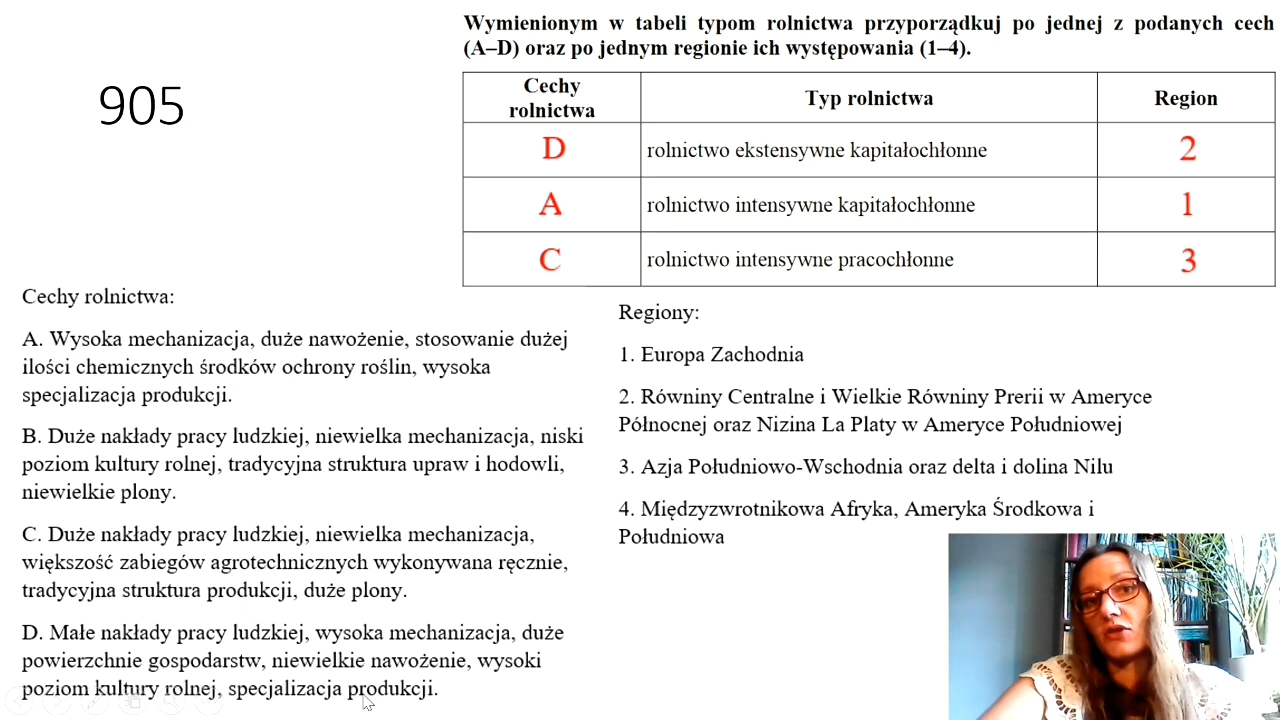 905
Wymienionym w tabeli typom rolnictwa przyporządkuj po jednej z podanych cech
(A–D) oraz po jednym regionie ich występowania (1–4).
Cechy
rolnictwa
Typ rolnictwa
Region
D
rolnictwo ekstensywne kapitałochłonne
2
A
rolnictwo intensywne kapitałochłonne
1
C
rolnictwo intensywne pracochłonne
3
Cechy rolnictwa:
A. Wysoka mechanizacja, duże nawożenie, stosowanie dużej
ilości chemicznych środków ochrony roślin, wysoka
specjalizacja produkcji.
B. Duże nakłady pracy ludzkiej, niewielka mechanizacja, niski
poziom kultury rolnej, tradycyjna struktura upraw i hodowli,
niewielkie plony.
C. Duże nakłady pracy ludzkiej, niewielka mechanizacja,
większość zabiegów agrotechnicznych wykonywana ręcznie,
tradycyjna struktura produkcji, duże plony.
D. Małe nakłady pracy ludzkiej, wysoka mechanizacja, duże
powierzchnie gospodarstw, niewielkie nawożenie, wysoki
poziom kultury rolnej, specjalizacja produkcji.
Regiony:
1. Europa Zachodnia
2. Równiny Centralne i Wielkie Równiny Prerii w Ameryce
Północnej oraz Nizina La Platy w Ameryce Południowej
3. Azja Południowo-Wschodnia oraz delta i dolina Nilu
4. Międzyzwrotnikowa Afryka, Ameryka Środkowa i
Południowa